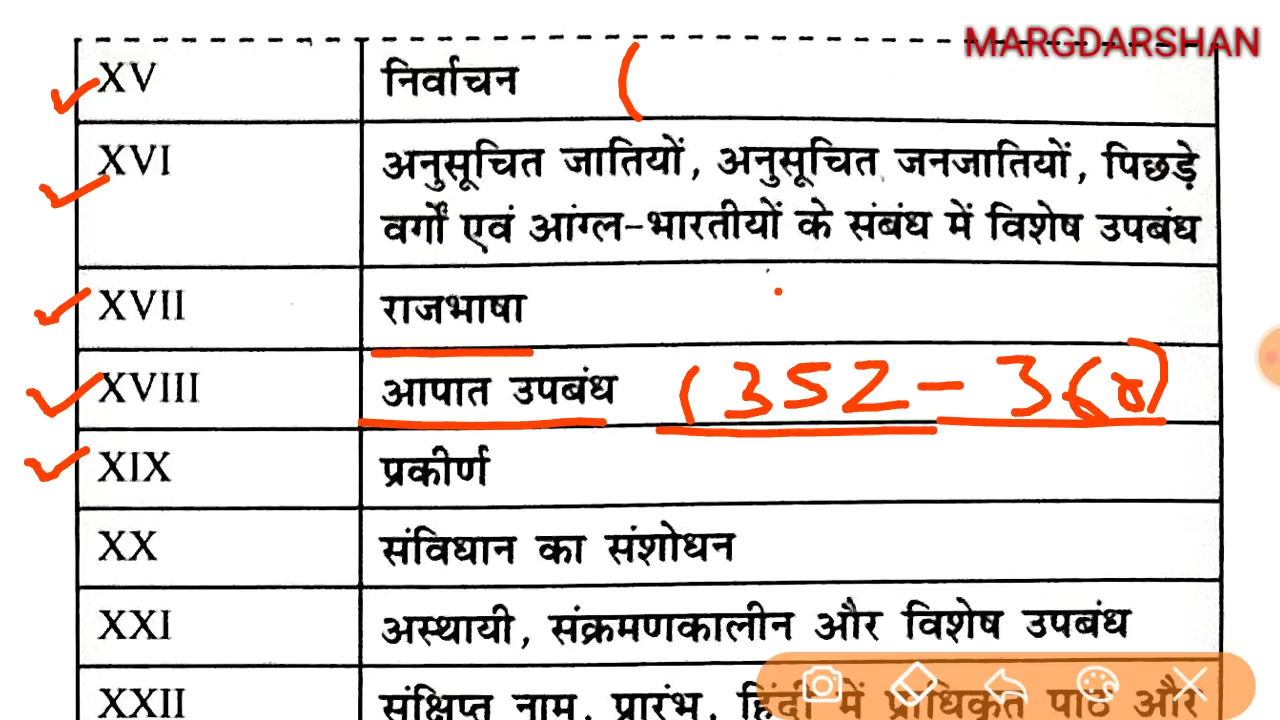 MARGDARSHAN
XV निर्वाचन (
XVI अनुसूचित जातियों, अनुसूचित जनजातियों, पिछड़े
वर्गों एवं आंग्ल-भारतीयों के संबंध में विशेष उपबंध
XVII राजभाषा
XVIII आपात उपबंध (352-360)
XIX प्रकीर्ण
XX संविधान का संशोधन
XXI अस्थायी, संक्रमणकालीन और विशेष उपबंध
XXII संक्षिप्त नाम, प्रारंभ, हिंदी में प्राधिकृत पाठ और